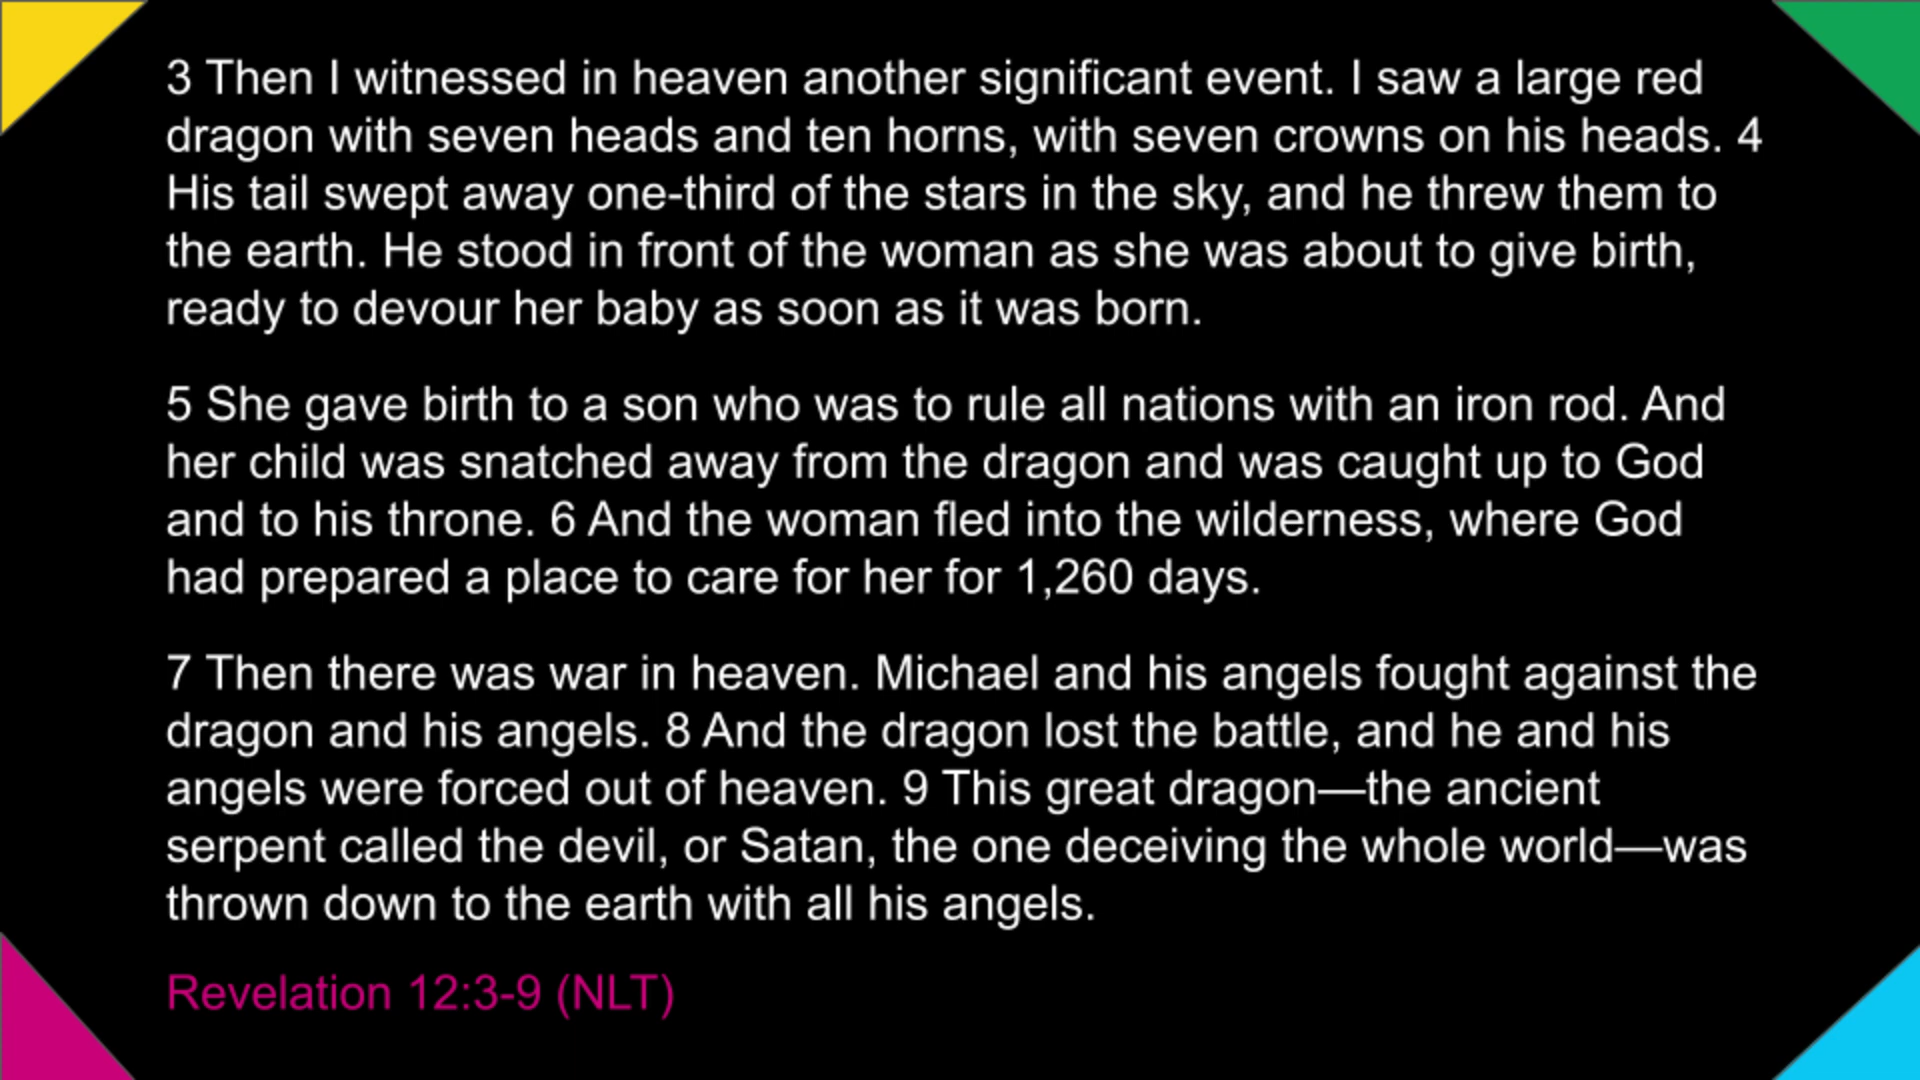 3 Then I witnessed in heaven another significant event. I saw a large red
dragon with seven heads and ten horns, with seven crowns on his heads. 4
His tail swept away one-third of the stars in the sky, and he threw them to
the earth. He stood in front of the woman as she was about to give birth,
ready to devour her baby as soon as it was born.
5 She gave birth to a son who was to rule all nations with an iron rod. And
her child was snatched away from the dragon and was caught up to God
and to his throne. 6 And the woman fled into the wilderness, where God
had prepared a place to care for her for 1,260 days.
7 Then there was war in heaven. Michael and his angels fought against the
dragon and his angels. 8 And the dragon lost the battle, and he and his
angels were forced out of heaven. 9 This great dragon—the ancient
serpent called the devil, or Satan, the one deceiving the whole world—was
thrown down to the earth with all his angels.
Revelation 12:3-9 (NLT)